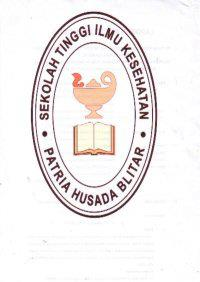 SEKOLAH TINGGI ILMU KESEHATAN
PATRIA HUSADA BLITAR